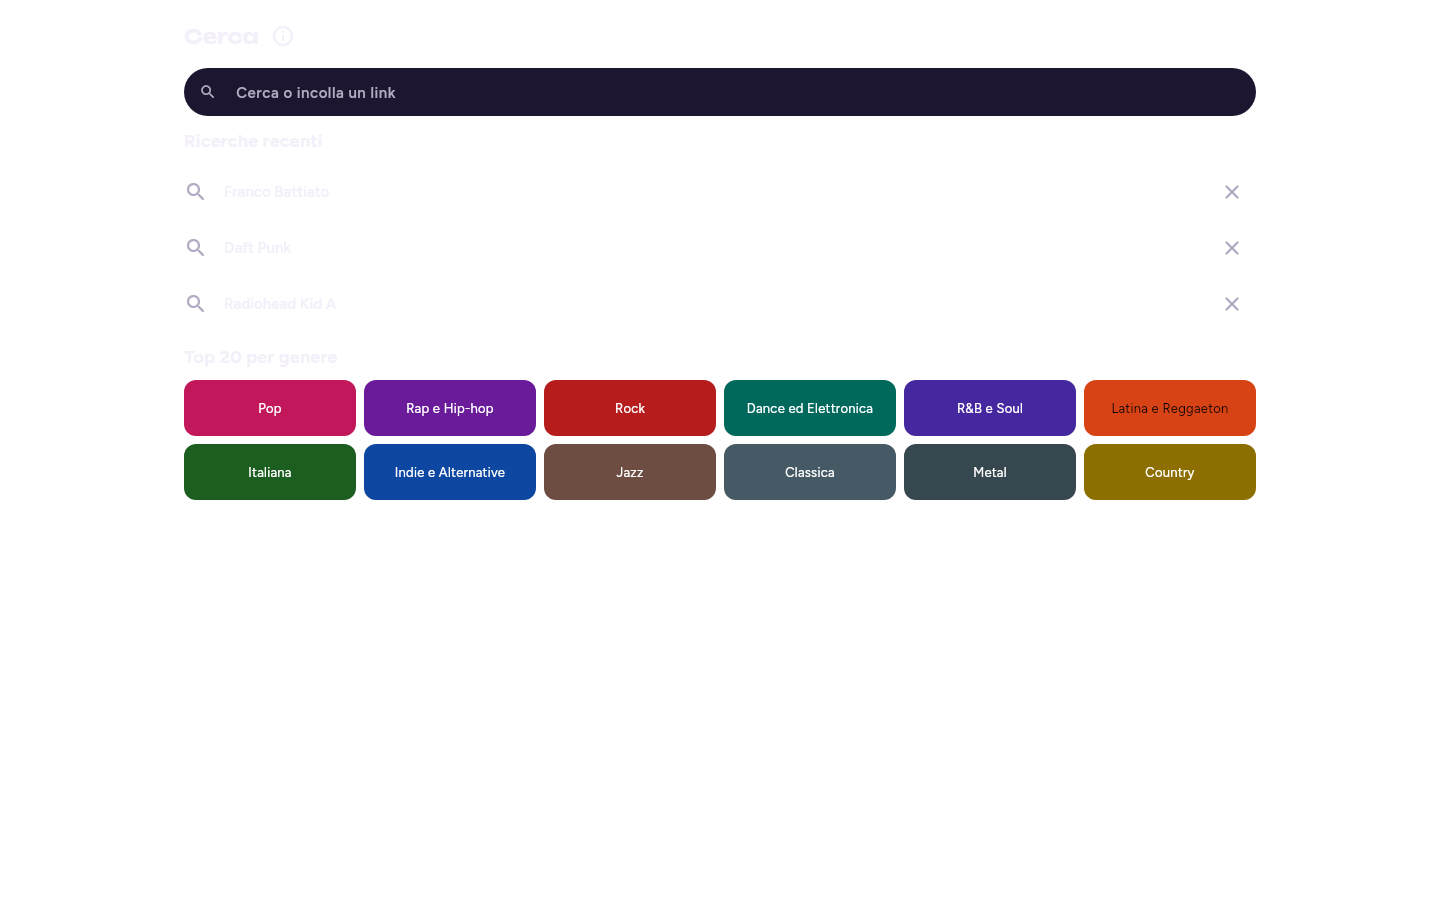 Cerca
Cerca o incolla un link
Ricerche recenti
Franco Battiato
Daft Punk
Radiohead Kid A
Top 20 per genere
Pop
Rap e Hip-hop
Rock
Dance ed Elettronica
R&B e Soul
Latina e Reggaeton
Italiana
Indie e Alternative
Jazz
Classica
Metal
Country